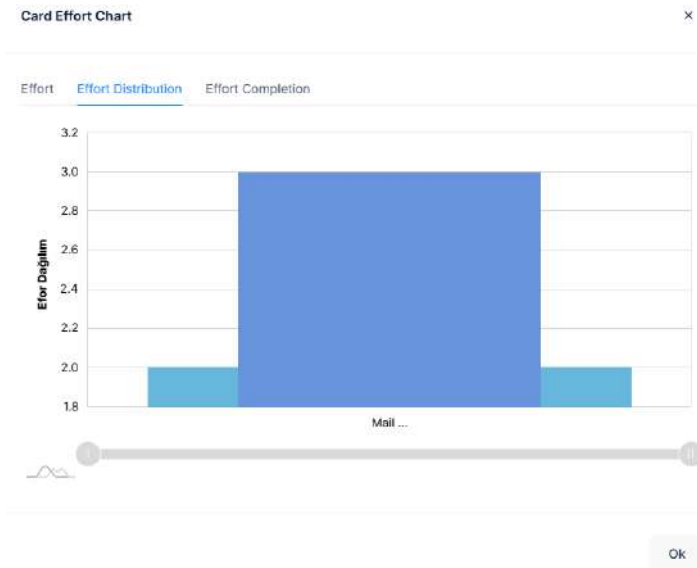 Card Effort Chart
Effort Effort Distribution Effort Completion
3.2
3.0
2.8
2.6
2.4
2.2
2.0
1.8
Efor Dağılım
Mail ...
Ok